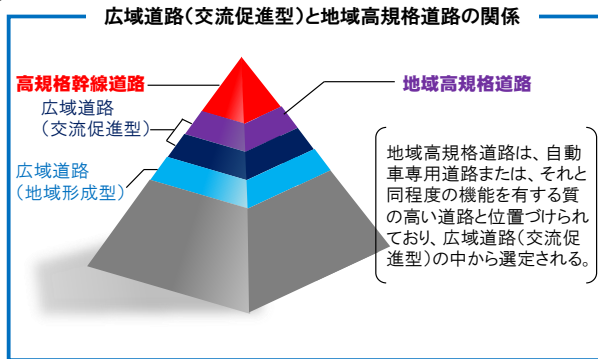 広域道路(交流促進型)と地域高規格道路の関係
高規格幹線道路
地域高規格道路
広域道路
(交流促進型)
広域道路
(地域形成型)
地域高規格道路は、自動
車専用道路または、それと
同程度の機能を有する質
の高い道路と位置づけられ
ており、広域道路(交流促
進型)の中から選定される。